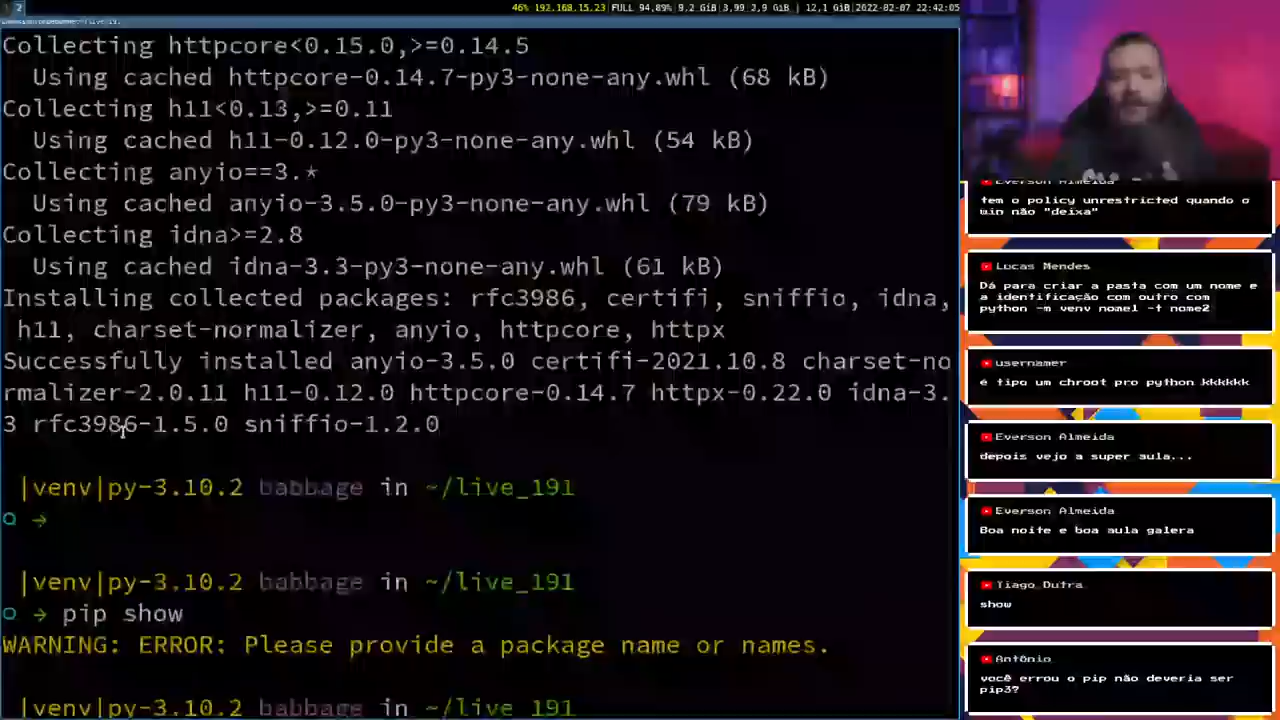 2
46% 192.168.15.23 | FULL 94,89% | 9,2 GiB | 3,99 2,9 GiB | 12,1 GiB | 2022-02-07 22:42:05
Collecting httpcore<0.15.0,>=0.14.5
Using cached httpcore-0.14.7-py3-none-any.whl (68 kB)
Collecting h11<0.13,>=0.11
Using cached h11-0.12.0-py3-none-any.whl (54 kB)
Collecting anyio==3.*
Using cached anyio-3.5.0-py3-none-any.whl (79 kB)
Collecting idna>=2.8
Using cached idna-3.3-py3-none-any.whl (61 kB)
Installing collected packages: rfc3986, certifi, sniffio, idna,
h11, charset-normalizer, anyio, httpcore, httpx
Successfully installed anyio-3.5.0 certifi-2021.10.8 charset-no
rmalizer-2.0.11 h11-0.12.0 httpcore-0.14.7 httpx-0.22.0 idna-3.
3 rfc3986-1.5.0 sniffio-1.2.0
|venv|py-3.10.2 babbage in ~/live_191
→
|venv|py-3.10.2 babbage in ~/live_191
→ pip show
WARNING: ERROR: Please provide a package name or names.
|venv|py-3.10.2 babbage in ~/live_191
Everson Almeida
tem o policy unrestricted quando o
win não "deixa"
Lucas Mendes
Dá para criar a pasta com um nome e
a identificação com outro com
python -m venv nome1 -t nome2
usernamer
é tipo um chroot pro python kkkkkk
Everson Almeida
depois vejo a super aula...
Everson Almeida
Boa noite e boa aula galera
Tiago Dutra
show
Antônio
você errou o pip não deveria ser
pip3?